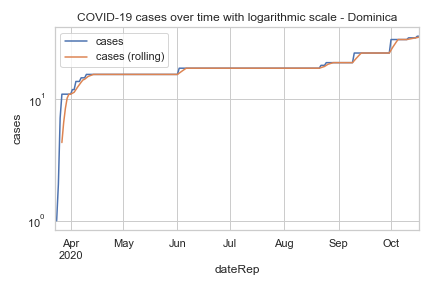 COVID-19 cases over time with logarithmic scale - Dominica
cases
cases (rolling)
10¹
10⁰
cases
Apr
2020
May
Jun
Jul
Aug
Sep
Oct
dateRep